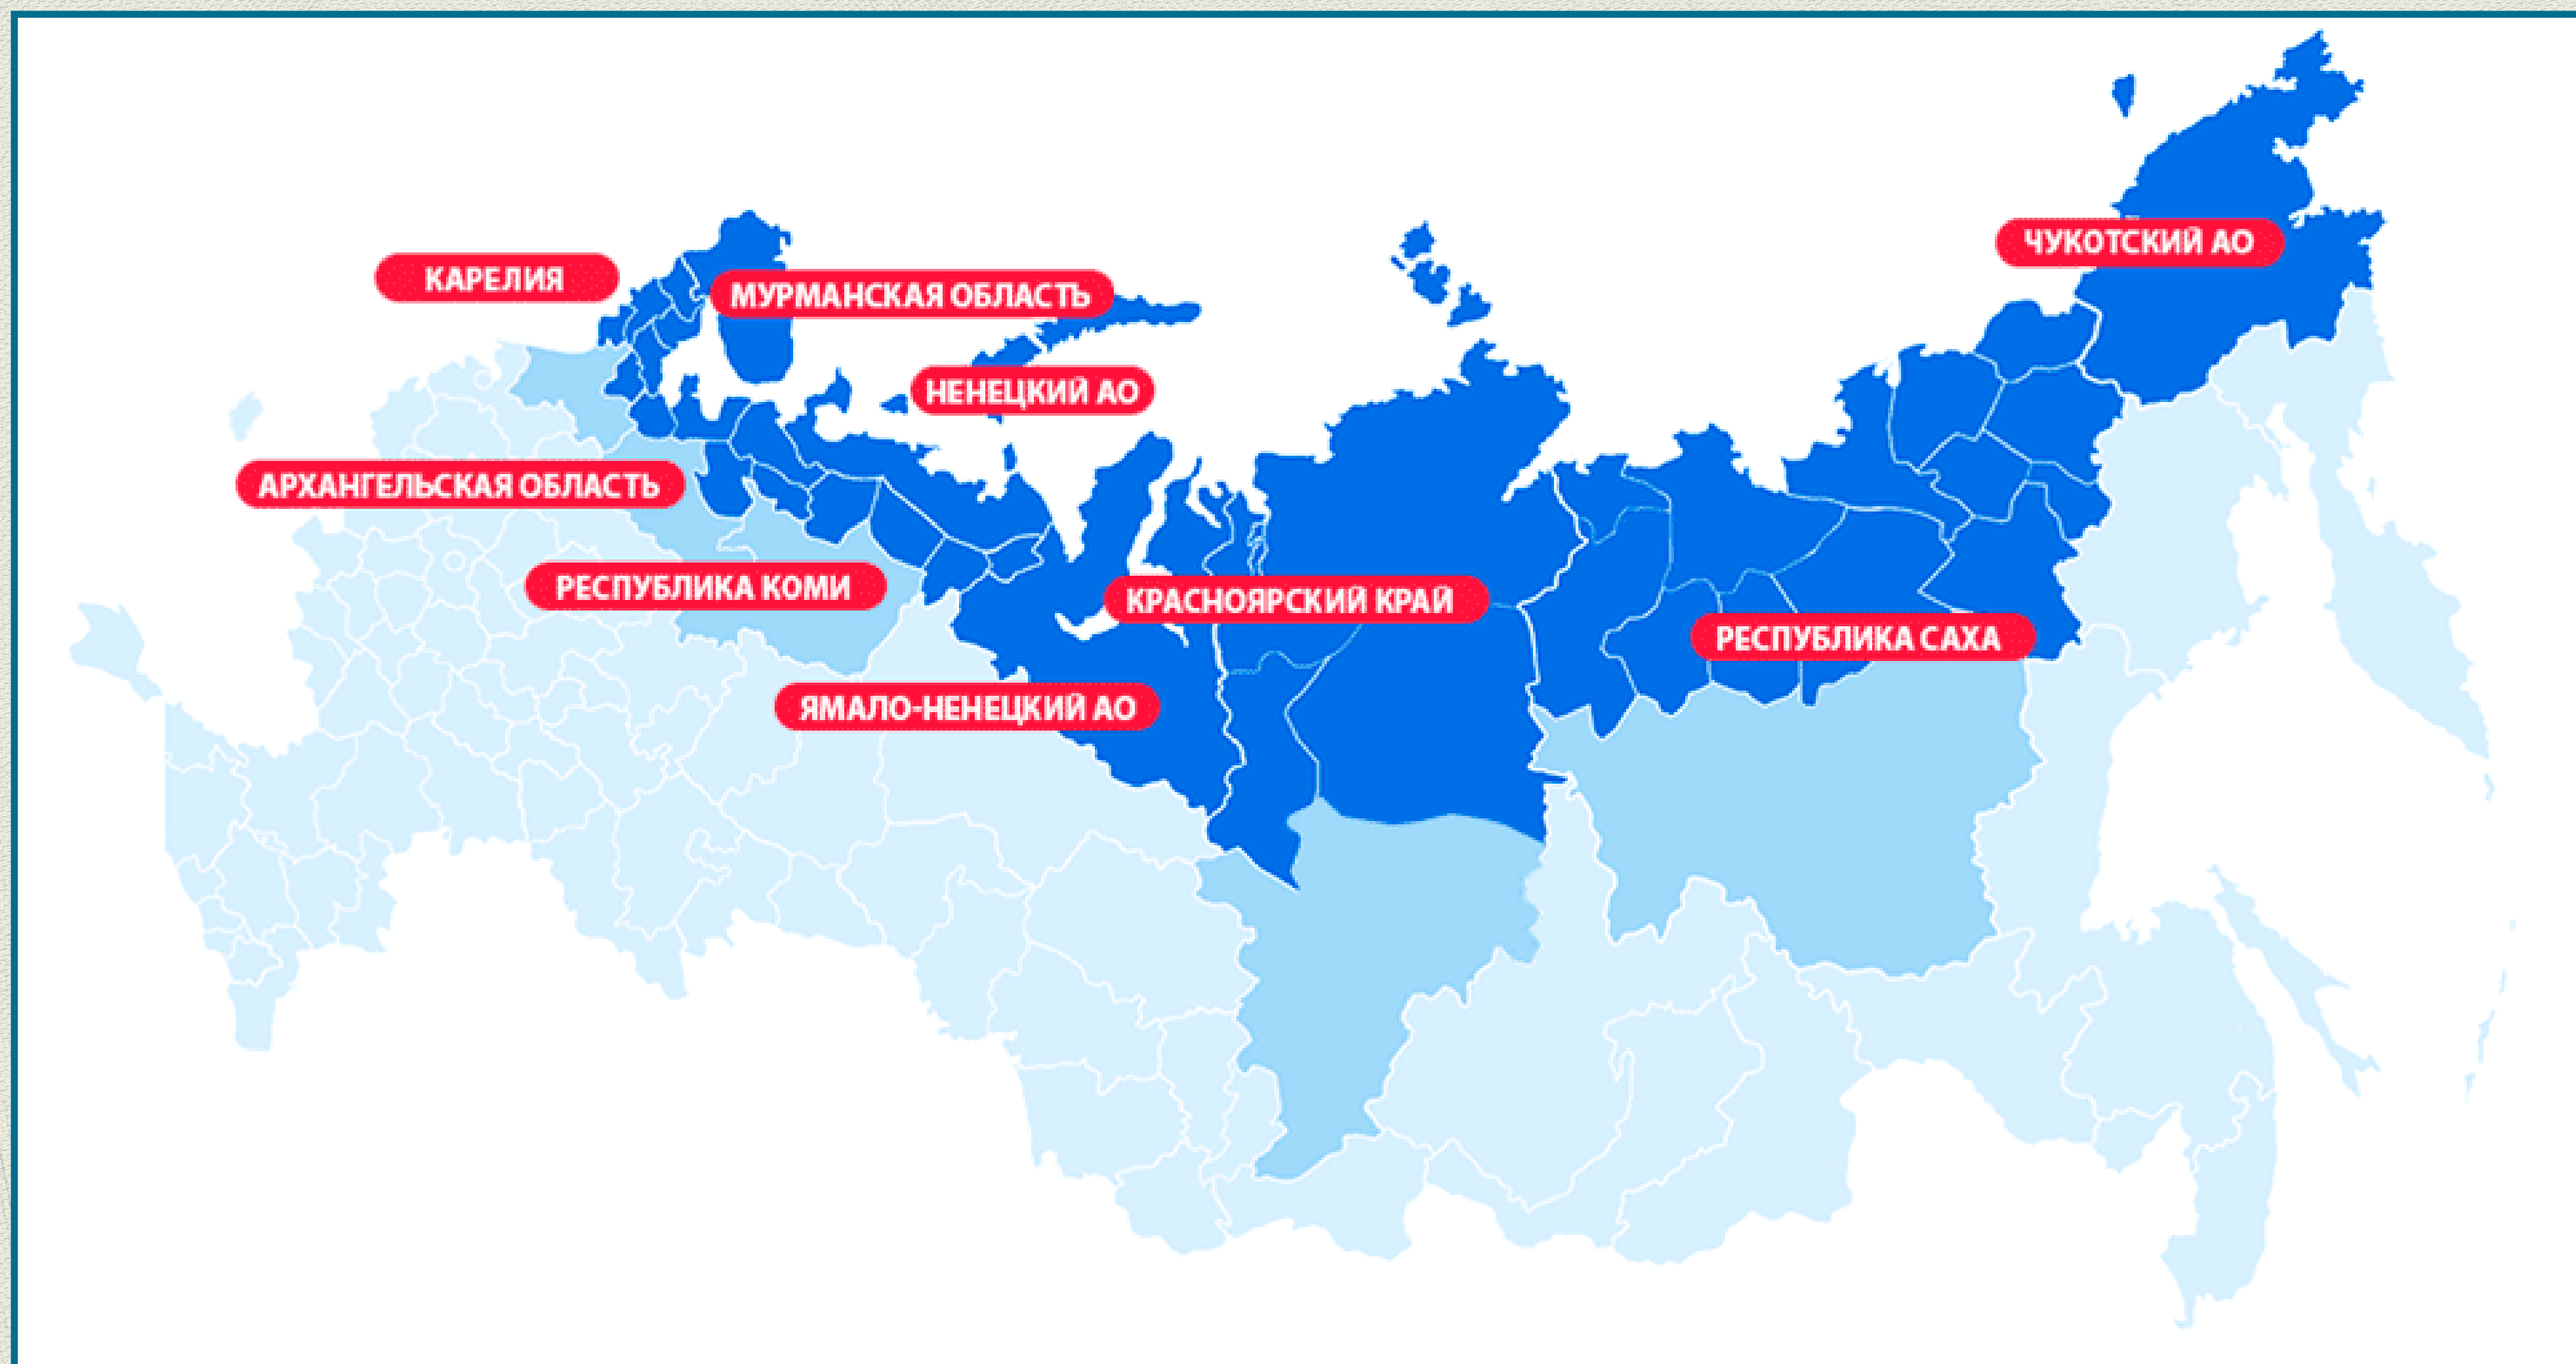 ЧУКОТСКИЙ АО
КАРЕЛИЯ
МУРМАНСКАЯ ОБЛАСТЬ
НЕНЕЦКИЙ АО
АРХАНГЕЛЬСКАЯ ОБЛАСТЬ
РЕСПУБЛИКА КОМИ
КРАСНОЯРСКИЙ КРАЙ
РЕСПУБЛИКА САХА
ЯМАЛО-НЕНЕЦКИЙ АО